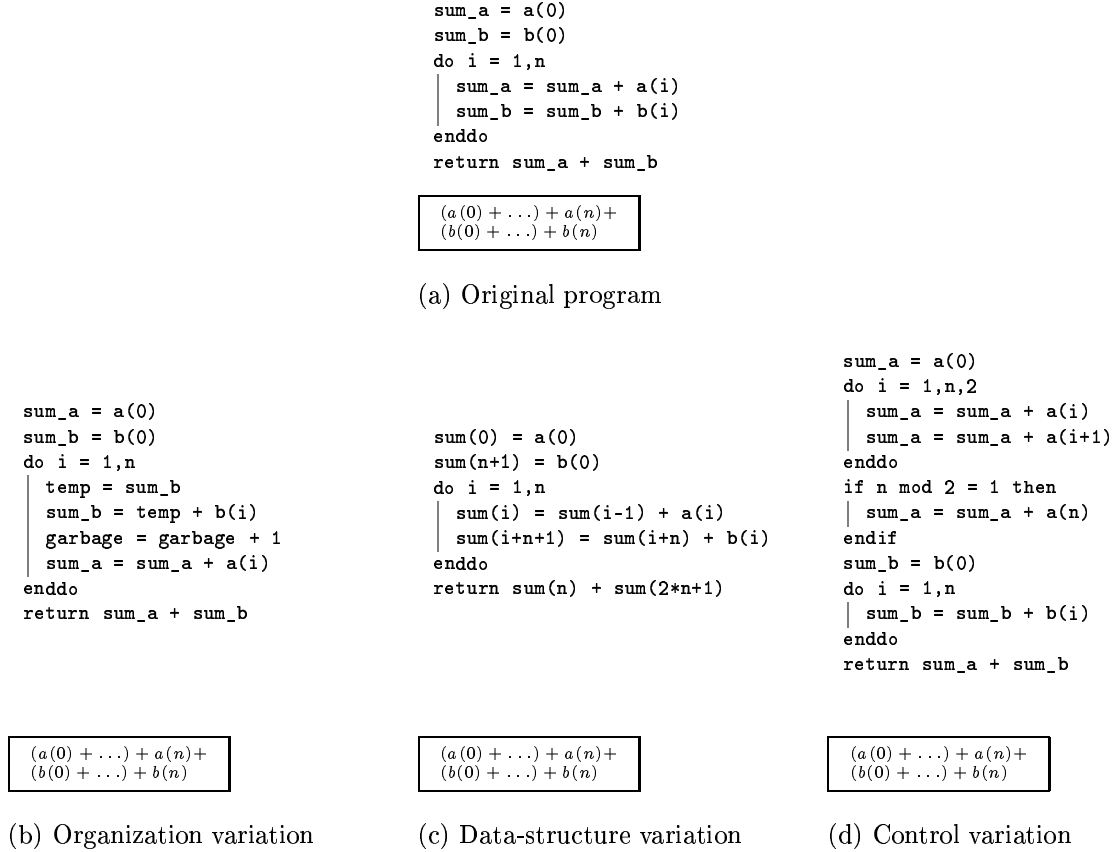 sum_a = a(0)
sum_b = b(0)
do i = 1,n
sum_a = sum_a + a(i)
sum_b = sum_b + b(i)
enddo
return sum_a + sum_b
(a(0) + ...) + a(n)+
(b(0) + ...) + b(n)
(a) Original program
sum_a = a(0)
sum_b = b(0)
do i = 1,n
temp = sum_b
sum_b = temp + b(i)
garbage = garbage + 1
sum_a = sum_a + a(i)
enddo
return sum_a + sum_b
(a(0) + ...) + a(n)+
(b(0) + ...) + b(n)
(b) Organization variation
sum(0) = a(0)
sum(n+1) = b(0)
do i = 1,n
sum(i) = sum(i-1) + a(i)
sum(i+n+1) = sum(i+n) + b(i)
enddo
return sum(n) + sum(2*n+1)
(a(0) + ...) + a(n)+
(b(0) + ...) + b(n)
(c) Data-structure variation
sum_a = a(0)
do i = 1,n,2
sum_a = sum_a + a(i)
sum_a = sum_a + a(i+1)
enddo
if n mod 2 = 1 then
sum_a = sum_a + a(n)
endif
sum_b = b(0)
do i = 1,n
sum_b = sum_b + b(i)
enddo
return sum_a + sum_b
(a(0) + ...) + a(n)+
(b(0) + ...) + b(n)
(d) Control variation